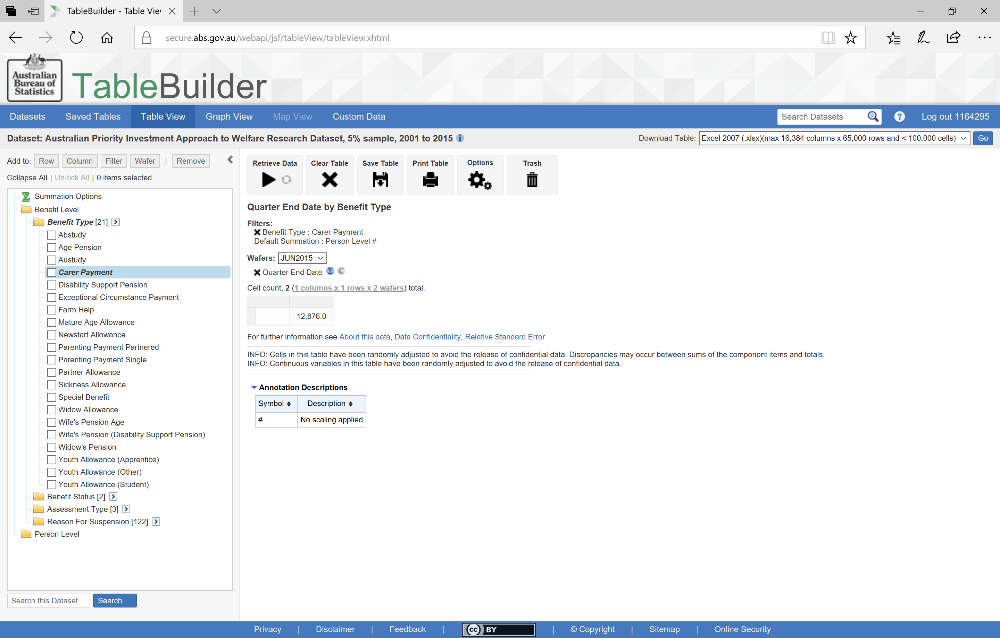 TableBuilder - Table Vie
secure.abs.gov.au/webapi/jsf/tableView/tableView.xhtml
Australian
Bureau of
Statistics
TableBuilder
Datasets Saved Tables Table View Graph View Map View Custom Data Search Datasets ? Log out 1164295
Dataset: Australian Priority Investment Approach to Welfare Research Dataset, 5% sample, 2001 to 2015 i
Download Table: Excel 2007 (.xlsx)(max 16,384 columns x 65,000 rows and < 100,000 cells) Go
Add to: Row Column Filter Wafer | Remove
Collapse All | Un-tick All | 0 items selected.
Summation Options
Benefit Level
Benefit Type [21]
Abstudy
Age Pension
Austudy
Carer Payment
Disability Support Pension
Exceptional Circumstance Payment
Farm Help
Mature Age Allowance
Newstart Allowance
Parenting Payment Partnered
Parenting Payment Single
Partner Allowance
Sickness Allowance
Special Benefit
Widow Allowance
Wife's Pension Age
Wife's Pension (Disability Support Pension)
Widow's Pension
Youth Allowance (Apprentice)
Youth Allowance (Other)
Youth Allowance (Student)
Benefit Status [2]
Assessment Type [3]
Reason For Suspension [122]
Person Level
Search this Dataset Search
Retrieve Data Clear Table Save Table Print Table Options Trash
Quarter End Date by Benefit Type
Filters:
Benefit Type : Carer Payment
Default Summation : Person Level #
Wafers: JUN2015
Quarter End Date Σ C
Cell count, 2 (1 columns x 1 rows x 2 wafers) total.
12,876.0
For further information see About this data, Data Confidentiality, Relative Standard Error
INFO: Cells in this table have been randomly adjusted to avoid the release of confidential data. Discrepancies may occur between sums of the component items and totals.
INFO: Continuous variables in this table have been randomly adjusted to avoid the release of confidential data.
Annotation Descriptions
Symbol Description
# No scaling applied
Privacy | Disclaimer | Feedback | cc BY | © Copyright | Sitemap | Online Security